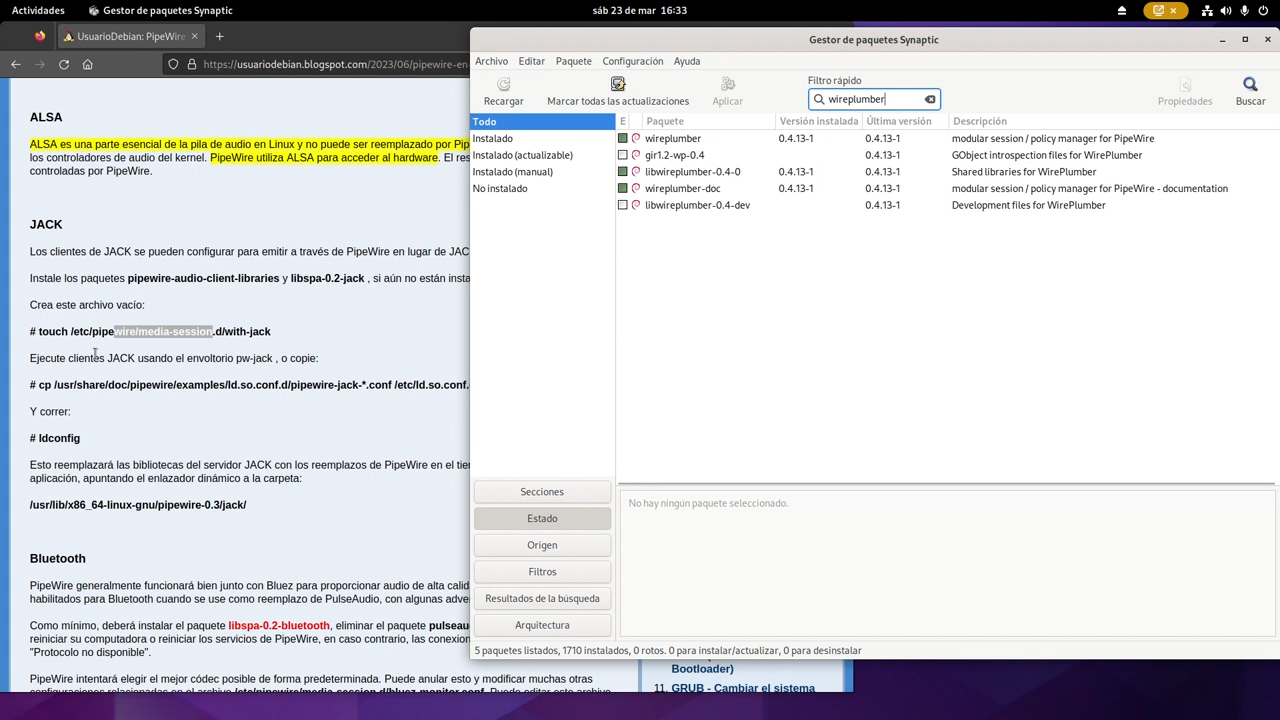 Actividades
Gestor de paquetes Synaptic
sáb 23 de mar 16:33
UsuarioDebian: PipeWire
https://usuariodebian.blogspot.com/2023/06/pipewire-en-
ALSA
ALSA es una parte esencial de la pila de audio en Linux y no puede ser reemplazado por Pip
los controladores de audio del kernel. PipeWire utiliza ALSA para acceder al hardware. El res
controladas por PipeWire.
JACK
Los clientes de JACK se pueden configurar para emitir a través de PipeWire en lugar de JAC
Instale los paquetes pipewire-audio-client-libraries y libspa-0.2-jack , si aún no están insta
Crea este archivo vacío:
# touch /etc/pipewire/media-session.d/with-jack
Ejecute clientes JACK usando el envoltorio pw-jack , o copie:
# cp /usr/share/doc/pipewire/examples/ld.so.conf.d/pipewire-jack-*.conf /etc/ld.so.conf.
Y correr:
# ldconfig
Esto reemplazará las bibliotecas del servidor JACK con los reemplazos de PipeWire en el tie
aplicación, apuntando el enlazador dinámico a la carpeta:
/usr/lib/x86_64-linux-gnu/pipewire-0.3/jack/
Bluetooth
PipeWire generalmente funcionará bien junto con Bluez para proporcionar audio de alta calid
habilitados para Bluetooth cuando se use como reemplazo de PulseAudio, con algunas adve
Como mínimo, deberá instalar el paquete libspa-0.2-bluetooth, eliminar el paquete pulseau
reiniciar su computadora o reiniciar los servicios de PipeWire, en caso contrario, las conexion
"Protocolo no disponible".
PipeWire intentará elegir el mejor códec posible de forma predeterminada. Puede anular esto y modificar muchas otras
configuraciones relacionadas en el archivo /etc/pipewire/media-session.d/bluez-monitor.conf. Puede editar este archivo
Bootloader)
11. GRUB - Cambiar el sistema
Gestor de paquetes Synaptic
Archivo Editar Paquete Configuración Ayuda
Recargar
Marcar todas las actualizaciones
Aplicar
Filtro rápido
wireplumber
Propiedades
Buscar
Todo
Instalado
Instalado (actualizable)
Instalado (manual)
No instalado
E Paquete Versión instalada Última versión Descripción
wireplumber 0.4.13-1 0.4.13-1 modular session / policy manager for PipeWire
gir1.2-wp-0.4 0.4.13-1 GObject introspection files for WirePlumber
libwireplumber-0.4-0 0.4.13-1 0.4.13-1 Shared libraries for WirePlumber
wireplumber-doc 0.4.13-1 0.4.13-1 modular session / policy manager for PipeWire - documentation
libwireplumber-0.4-dev 0.4.13-1 Development files for WirePlumber
Secciones
Estado
Origen
Filtros
Resultados de la búsqueda
Arquitectura
No hay ningún paquete seleccionado.
5 paquetes listados, 1710 instalados, 0 rotos. 0 para instalar/actualizar, 0 para desinstalar